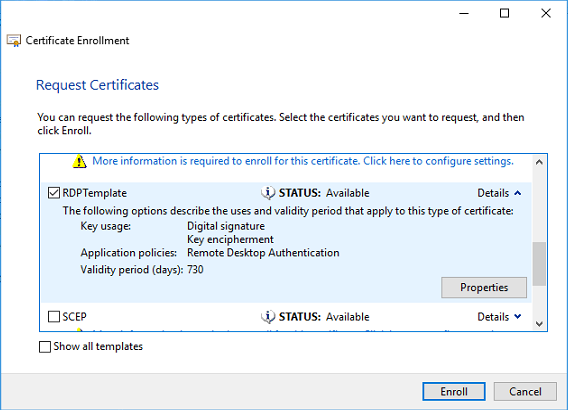 Certificate Enrollment
Request Certificates
You can request the following types of certificates. Select the certificates you want to request, and then
click Enroll.
More information is required to enroll for this certificate. Click here to configure settings.
RDPTemplate STATUS: Available Details
The following options describe the uses and validity period that apply to this type of certificate:
Key usage: Digital signature
Key encipherment
Application policies: Remote Desktop Authentication
Validity period (days): 730
Properties
SCEP STATUS: Available Details
Show all templates
Enroll Cancel